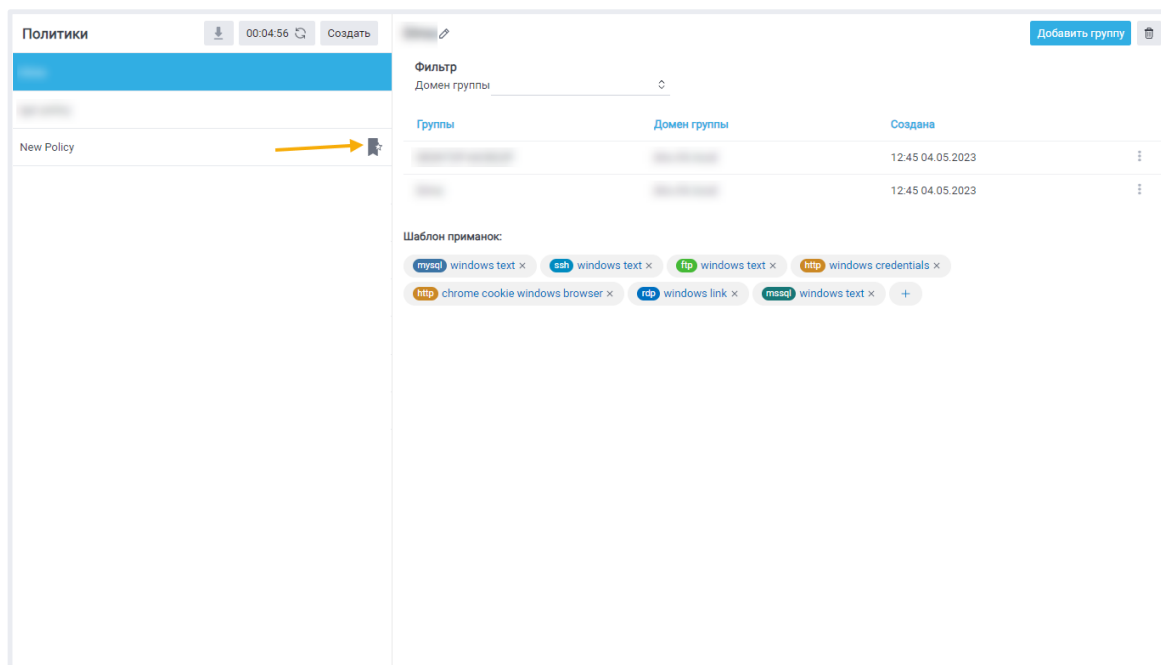 Политики
00:04:56
Создать
Добавить группу
New Policy
Фильтр
Домен группы
Группы Домен группы Создана
12:45 04.05.2023
12:45 04.05.2023
Шаблон приманок:
mysql windows text × ssh windows text × ftp windows text × http windows credentials ×
http chrome cookie windows browser × rdp windows link × mssql windows text × +